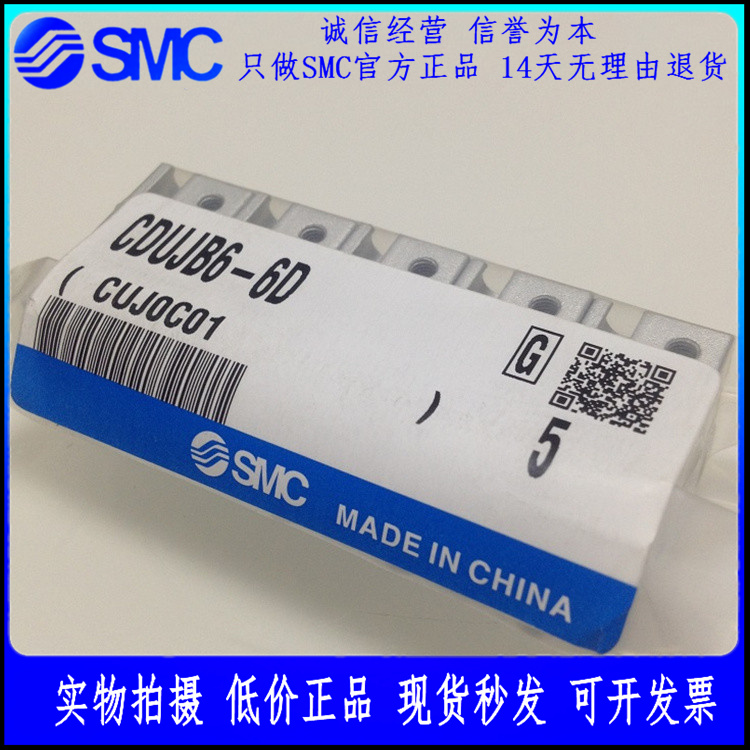 SMC
诚信经营 信誉为本
只做SMC官方正品 14天无理由退货
CDUJB6-6D
( CUJ0C01
)
G
5
SMC
MADE IN CHINA
实物拍摄 低价正品 现货秒发 可开发票